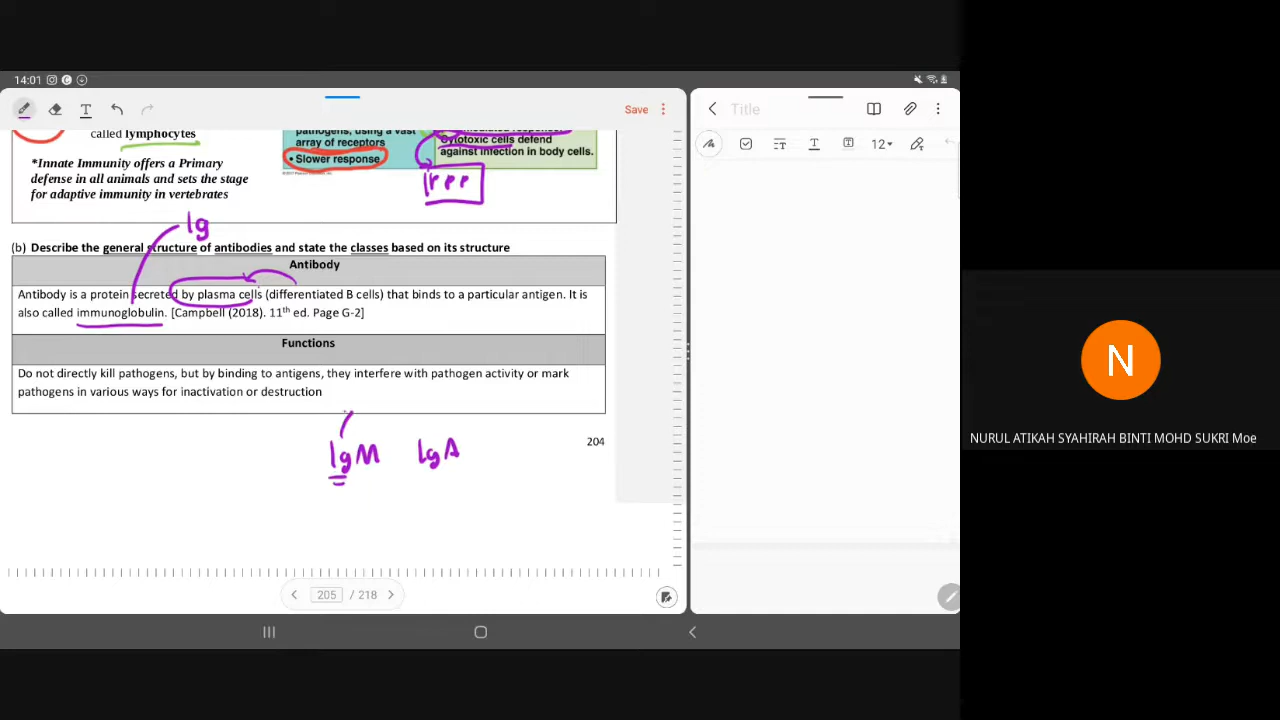 14:01
Save
Title
12
called lymphocytes
*Innate Immunity offers a Primary
defense in all animals and sets the stage
for adaptive immunity in vertebrates.
pathogens, using a vast
array of receptors
• Slower response
Cytotoxic cells defend
against infection in body cells.
Ig
(b) Describe the general structure of antibodies and state the classes based on its structure
Antibody
Antibody is a protein secreted by plasma cells (differentiated B cells) that binds to a particular antigen. It is
also called immunoglobulin. [Campbell (2018). 11th ed. Page G-2]
Functions
Do not directly kill pathogens, but by binding to antigens, they interfere with pathogen activity or mark
pathogen in various ways for inactivation or destruction
204
IgM IgA
205 / 218
N
NURUL ATIKAH SYAHIRAH BINTI MOHD SUKRI Moe